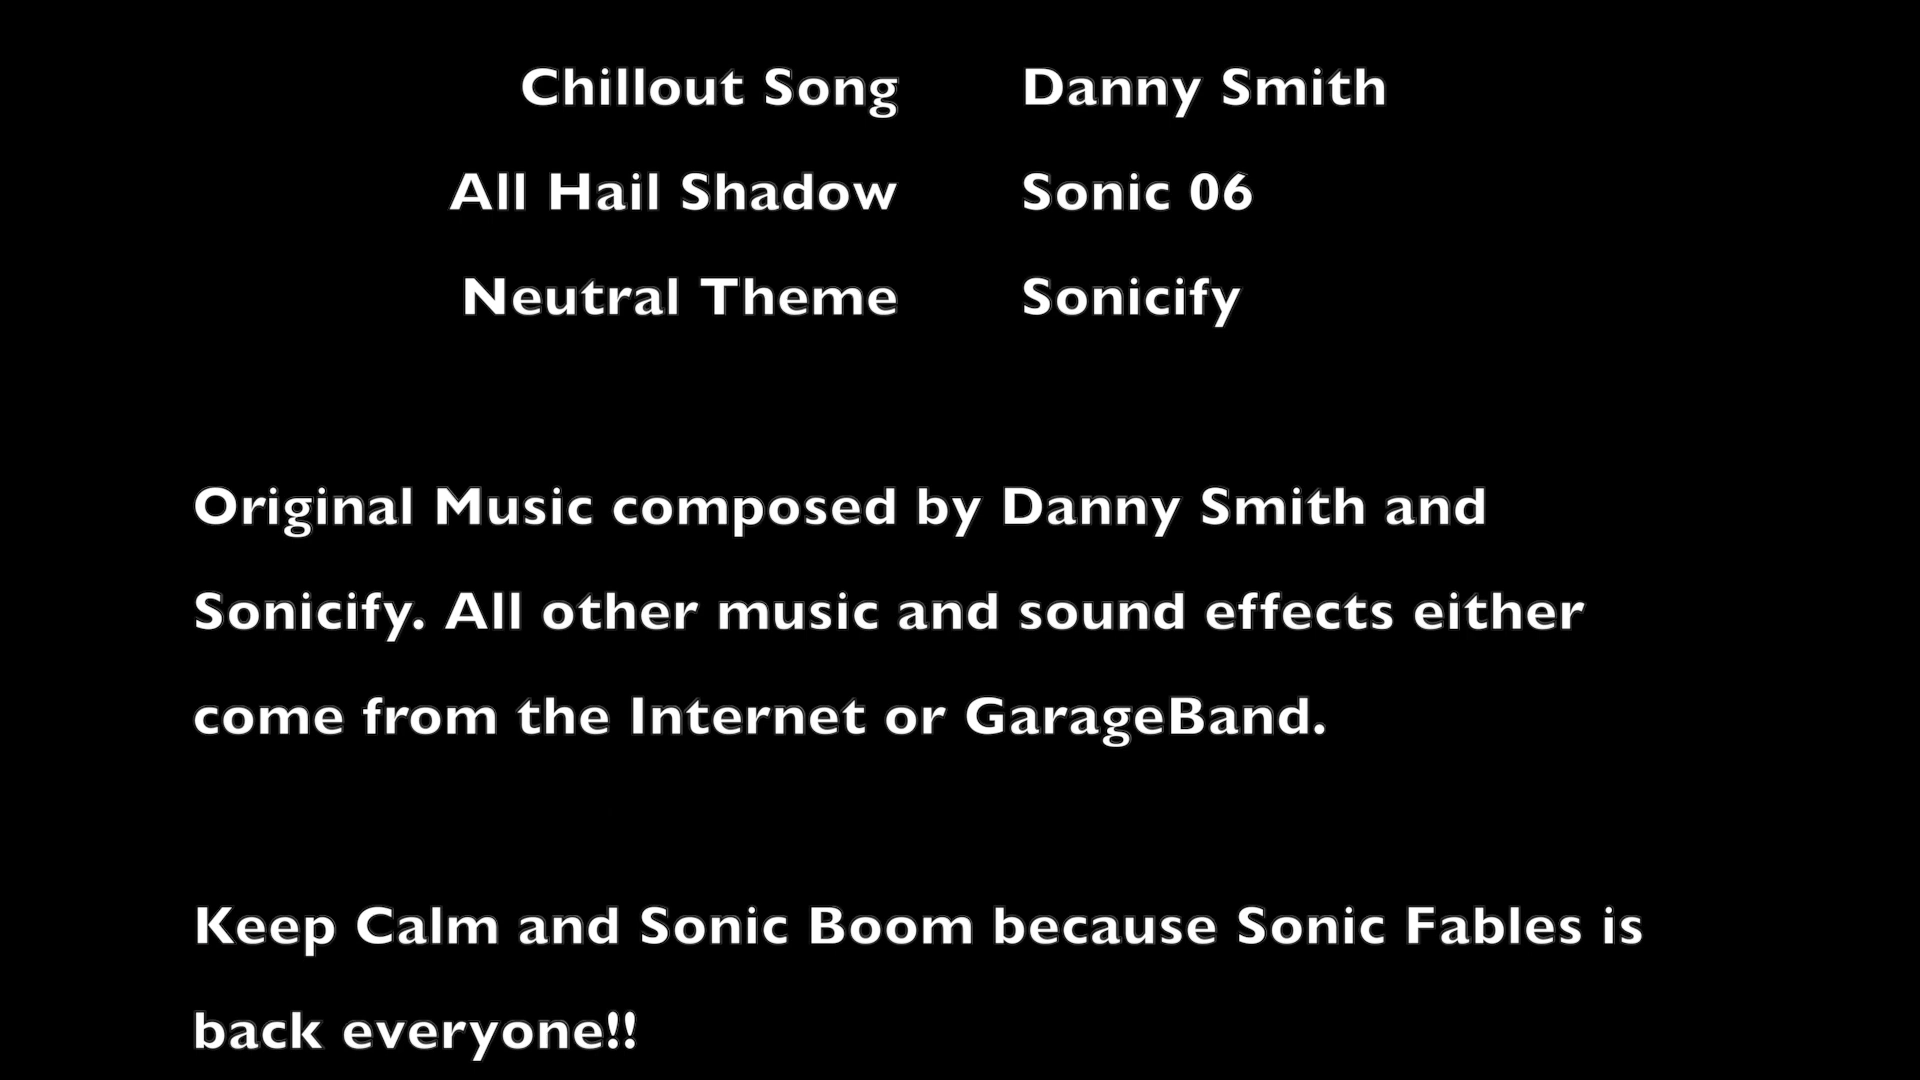 Chillout Song Danny Smith
All Hail Shadow Sonic 06
Neutral Theme Sonicify
Original Music composed by Danny Smith and
Sonicify. All other music and sound effects either
come from the Internet or GarageBand.
Keep Calm and Sonic Boom because Sonic Fables is
back everyone!!